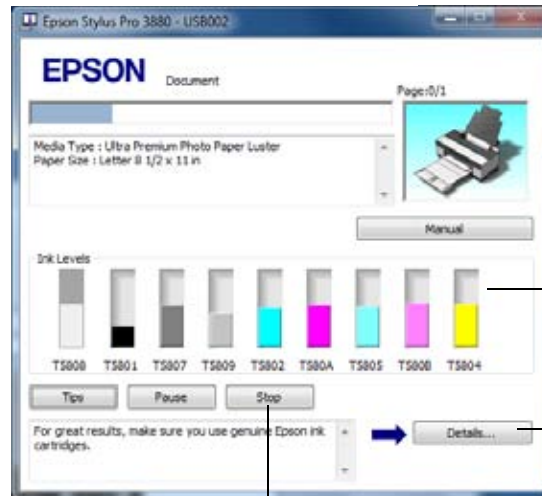 Epson Stylus Pro 3880 - USB002
EPSON
Document
Page:0/1
Media Type : Ultra Premium Photo Paper Luster
Paper Size : Letter 8 1/2 x 11 in
Manual
Ink Levels
T5808 T5801 T5807 T5809 T5802 T580A T5805 T580B T5804
Tips Pause Stop
For great results, make sure you use genuine Epson ink
cartridges.
Details...